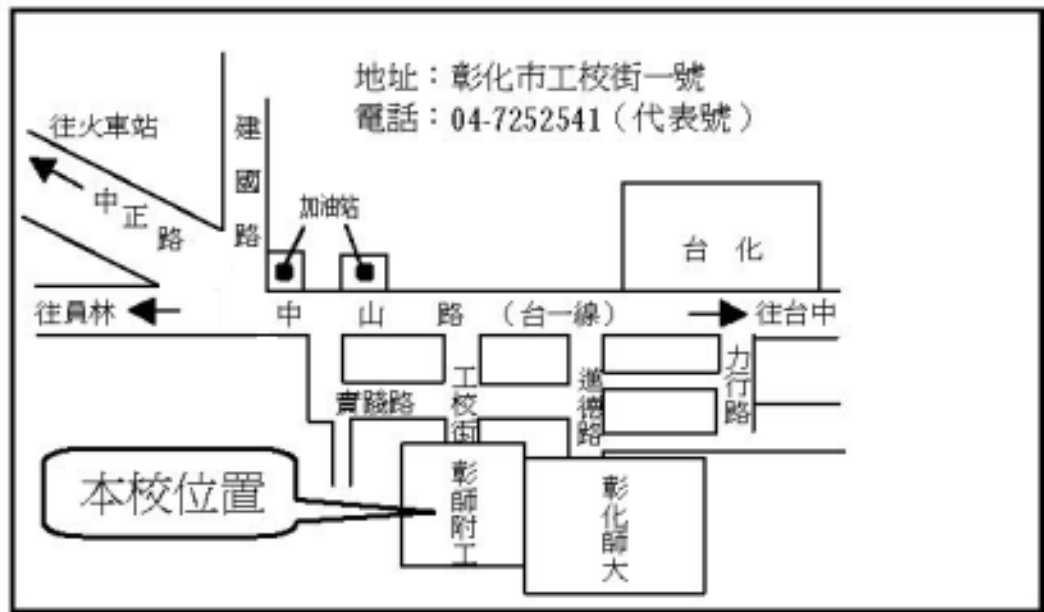 地址：彰化市工校街一號
電話：04-7252541（代表號）
往火車站
建國路
中正路
加油站
台 化
往員林
中 山 路 （台一線）
往台中
工校街
道德路
力行路
實踐路
本校位置
彰師附工
彰化師大